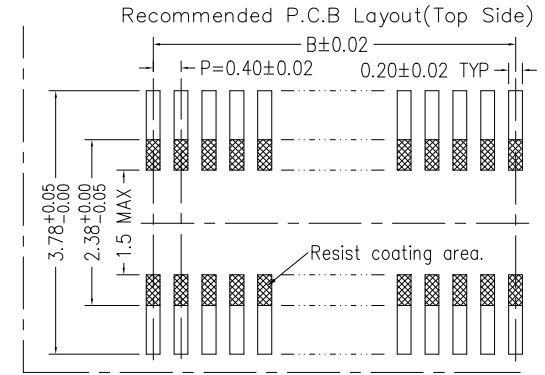 Recommended P.C.B Layout(Top Side)
B±0.02
P=0.40±0.02
0.20±0.02 TYP
3.78+0.05
-0.00
2.38+0.00
-0.05
1.5 MAX
Resist coating area.